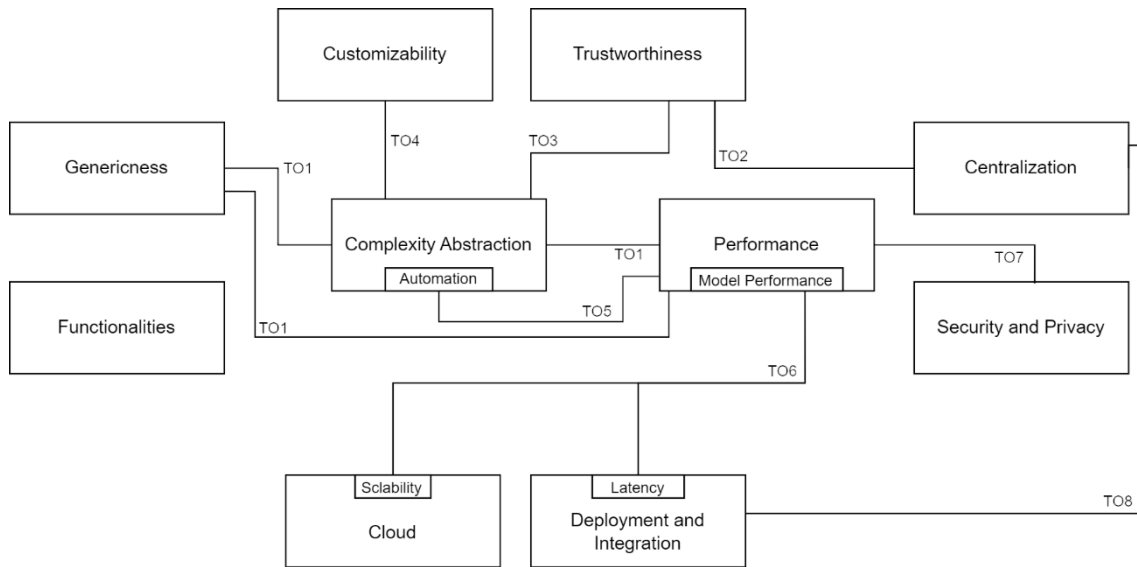 Customizability
Trustworthiness
TO4
TO3
TO2
Genericness
TO1
Centralization
Complexity Abstraction
Automation
TO1
Performance
Model Performance
TO7
TO5
TO1
Functionalities
Security and Privacy
TO6
Sclability
Cloud
Latency
Deployment and
Integration
TO8